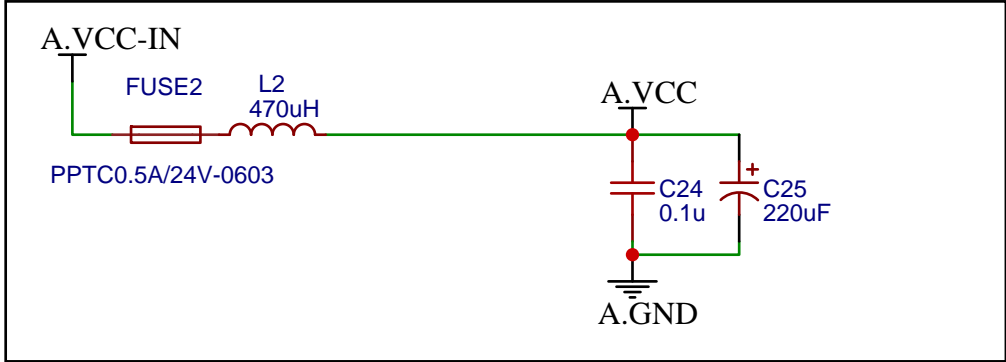 A.VCC-IN
FUSE2
L2
470uH
PPTC0.5A/24V-0603
A.VCC
+
C24
0.1u
C25
220uF
A.GND